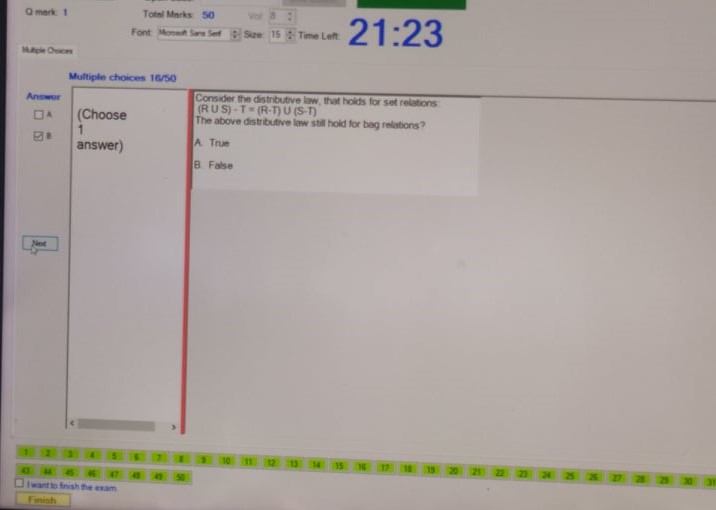 Q mark: 1
Total Marks: 50
Vol: 8
Font: Microsoft Sans Serif
Size: 15
Time Left: 21:23
Multiple Choices
Multiple choices 16/50
Answer
A
B
(Choose
1
answer)
Consider the distributive law, that holds for set relations:
(R U S) - T = (R-T) U (S-T)
The above distributive law still hold for bag relations?
A. True
B. False
Next
1 2 3 4 5 6 7 8 9 10 11 12 13 14 15 16 17 18 19 20 21 22 23 24 25 26 27 28 29 30 31
43 44 45 46 47 48 49 50
I want to finish the exam.
Finish